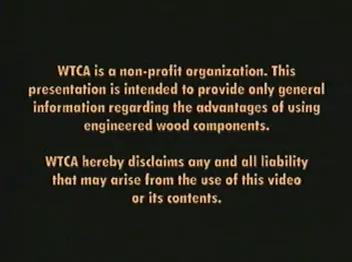 WTCA is a non-profit organization. This
presentation is intended to provide only general
information regarding the advantages of using
engineered wood components.
WTCA hereby disclaims any and all liability
that may arise from the use of this video
or its contents.